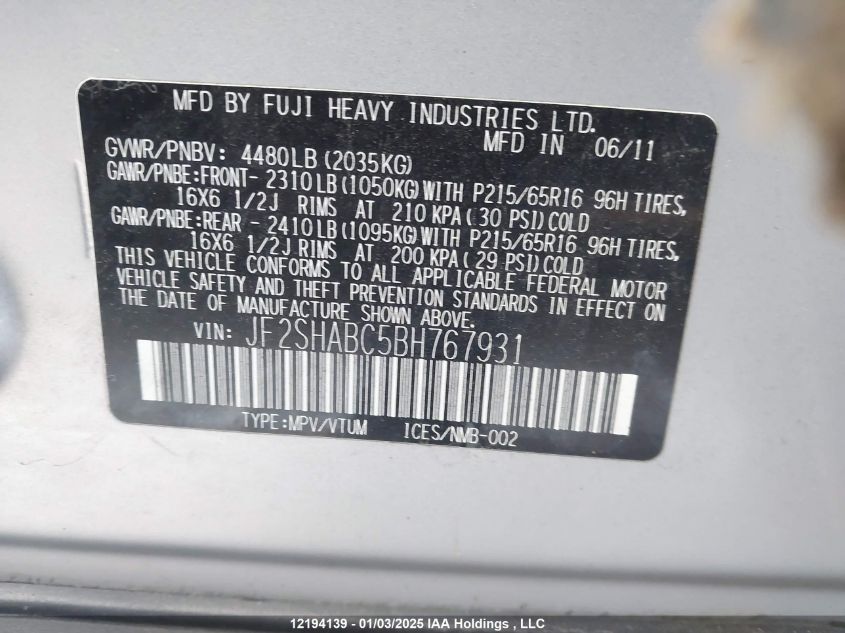 MFD BY FUJI HEAVY INDUSTRIES LTD.
MFD IN 06/11
GVWR/PNBV: 4480LB (2035KG)
GAWR/PNBE:FRONT- 2310LB (1050KG) WITH P215/65R16 96H TIRES,
16X6 1/2J RIMS AT 210 KPA ( 30 PSI) COLD
GAWR/PNBE:REAR - 2410LB (1095KG) WITH P215/65R16 96H TIRES,
16X6 1/2J RIMS AT 200 KPA ( 29 PSI) COLD
THIS VEHICLE CONFORMS TO ALL APPLICABLE FEDERAL MOTOR
VEHICLE SAFETY AND THEFT PREVENTION STANDARDS IN EFFECT ON
THE DATE OF MANUFACTURE SHOWN ABOVE.
VIN: JF2SHABC5BH767931
TYPE:MPV/VTUM ICES/NMB-002
12194139 - 01/03/2025 IAA Holdings , LLC